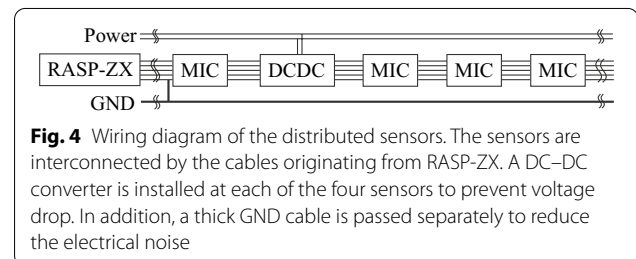 Power
RASP-ZX MIC DCDC MIC MIC MIC
GND
Fig. 4 Wiring diagram of the distributed sensors. The sensors are
interconnected by the cables originating from RASP-ZX. A DC–DC
converter is installed at each of the four sensors to prevent voltage
drop. In addition, a thick GND cable is passed separately to reduce
the electrical noise